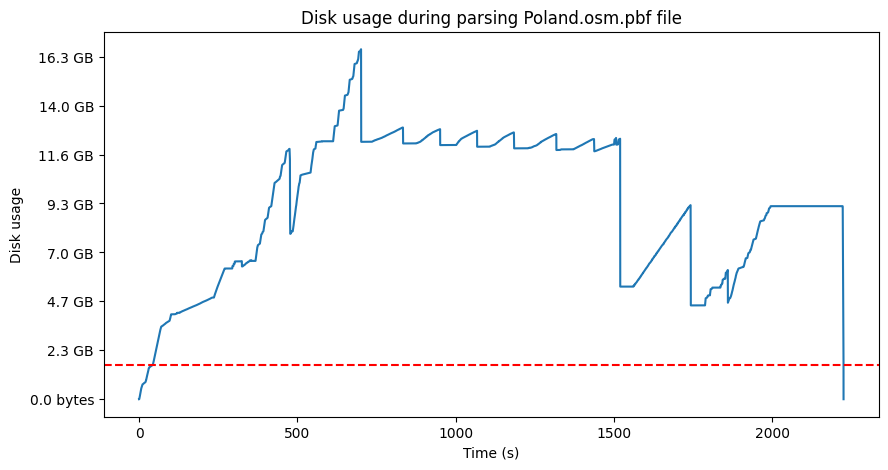 Disk usage during parsing Poland.osm.pbf file
16.3 GB
14.0 GB
11.6 GB
9.3 GB
7.0 GB
4.7 GB
2.3 GB
0.0 bytes
Disk usage
0 500 1000 1500 2000
Time (s)